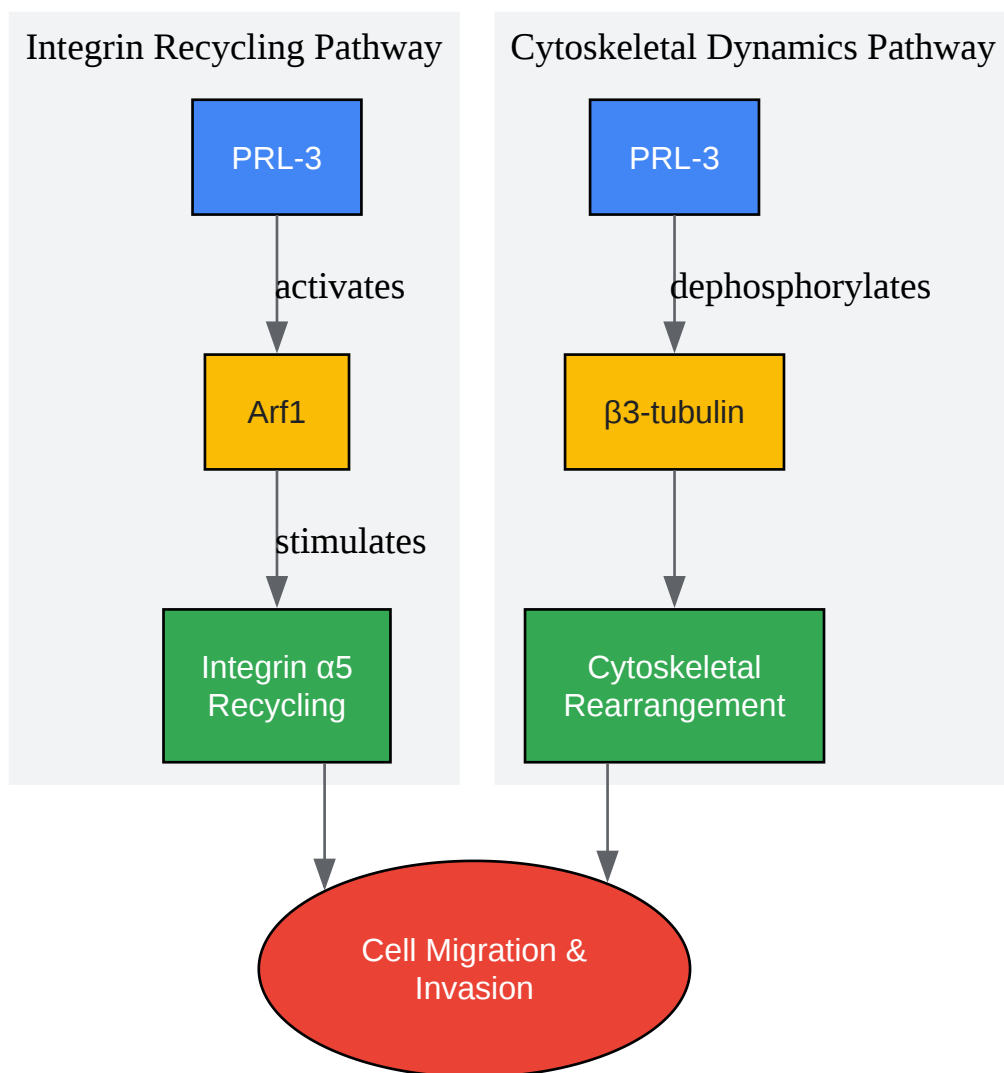 Integrin Recycling Pathway
PRL-3
activates
Arf1
stimulates
Integrin α5
Recycling
Cytoskeletal Dynamics Pathway
PRL-3
dephosphorylates
β3-tubulin
Cytoskeletal
Rearrangement
Cell Migration &
Invasion